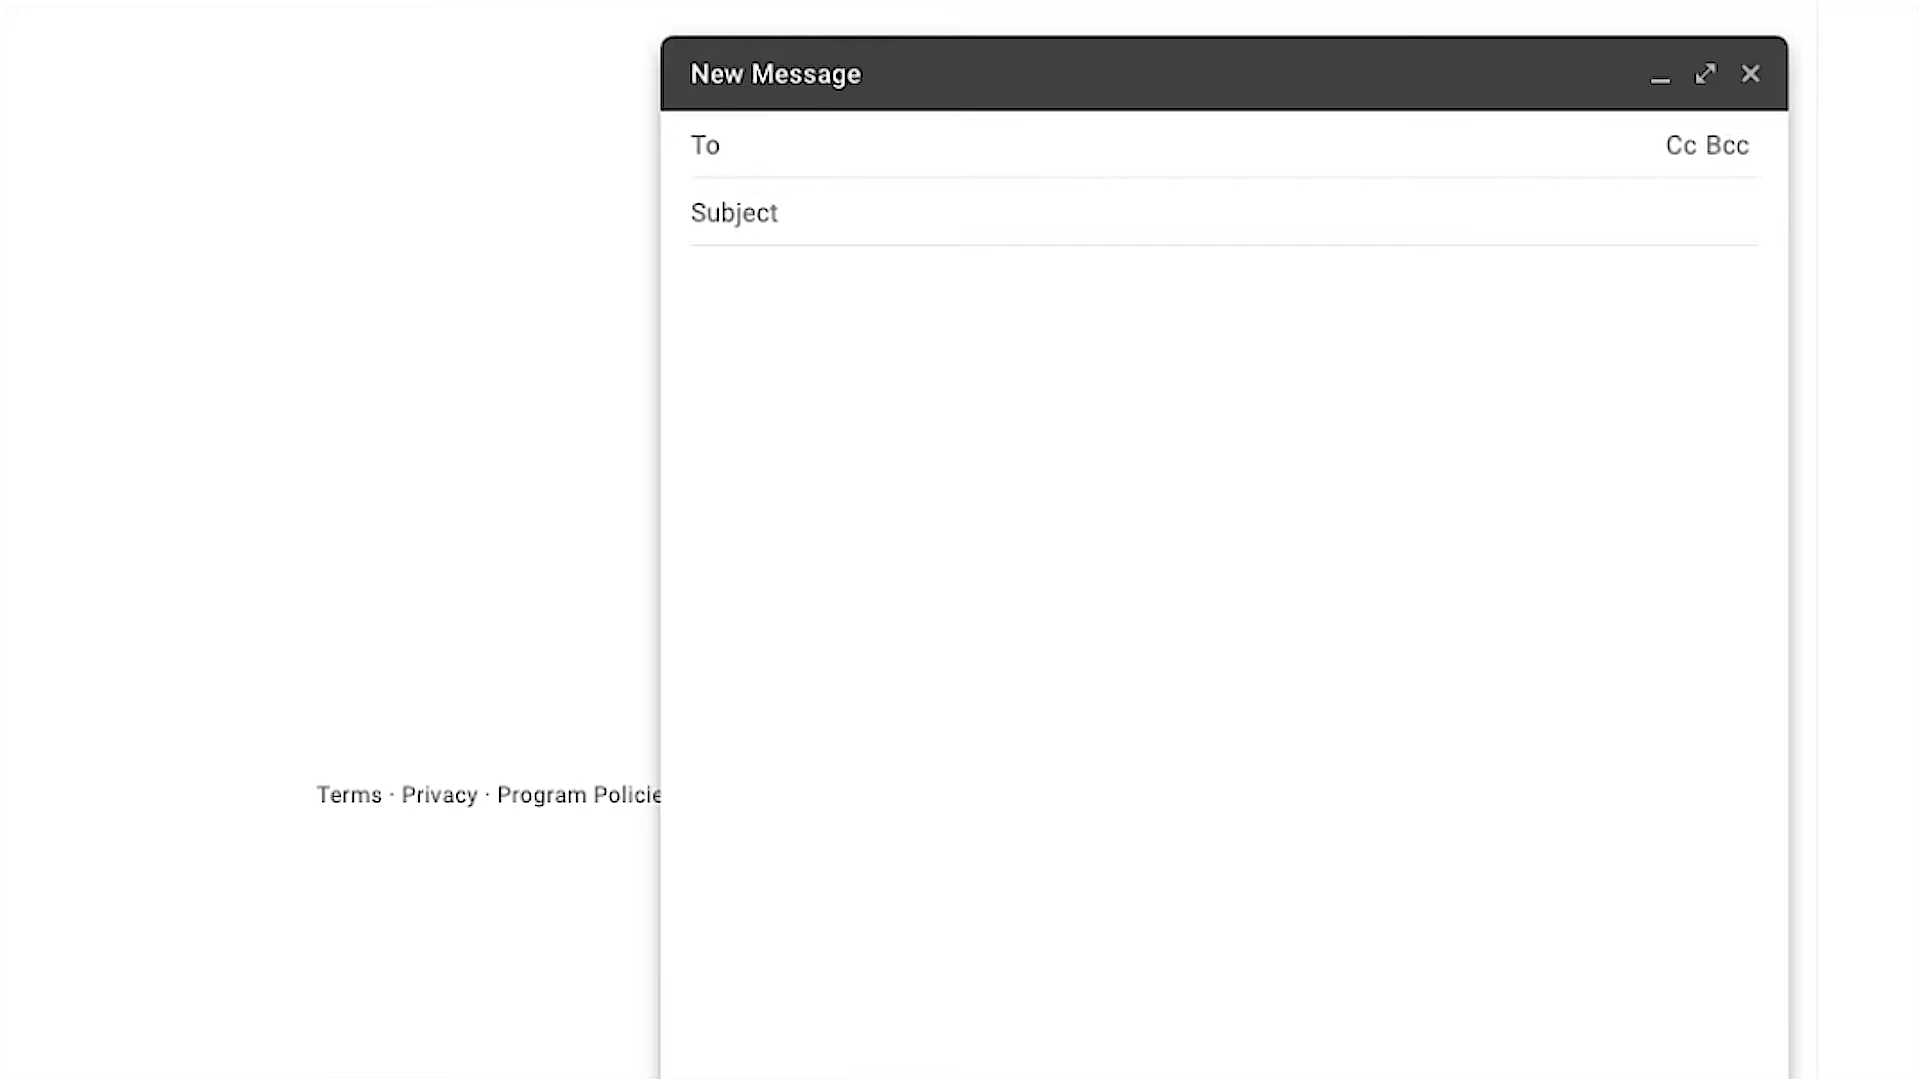 New Message
To
Cc Bcc
Subject
Terms · Privacy · Program Policie